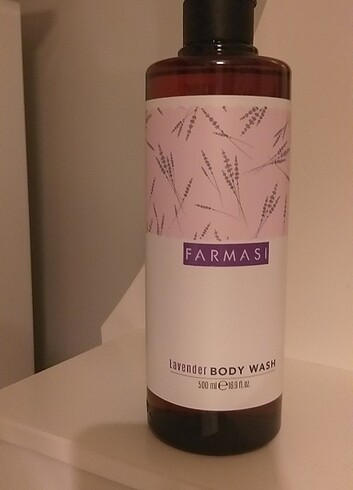 FARMASI
Lavender BODY WASH
500 ml ℮ 16.9 fl. oz.